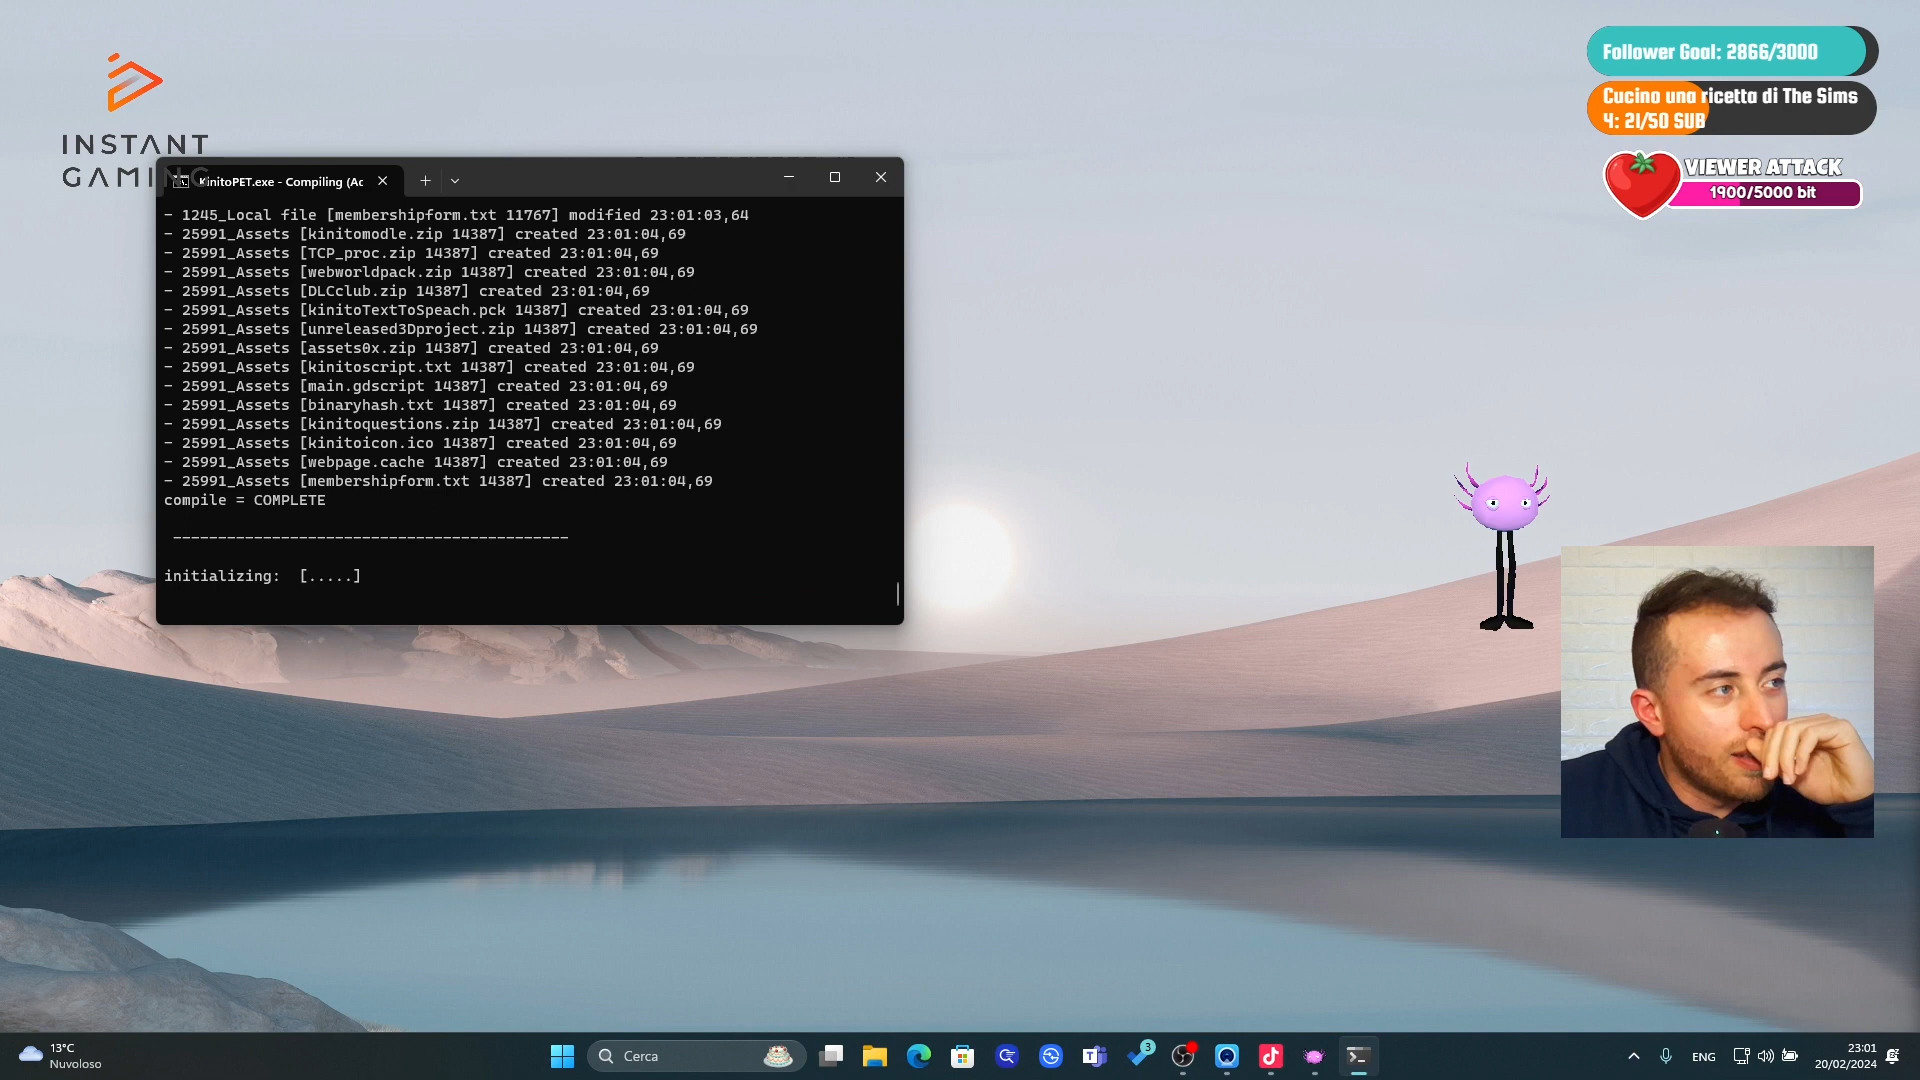 INSTANT
GAMING
KinitoPET.exe - Compiling (Ac
- 1245_Local file [membershipform.txt 11767] modified 23:01:03,64
- 25991_Assets [kinitomodle.zip 14387] created 23:01:04,69
- 25991_Assets [TCP_proc.zip 14387] created 23:01:04,69
- 25991_Assets [webworldpack.zip 14387] created 23:01:04,69
- 25991_Assets [DLCclub.zip 14387] created 23:01:04,69
- 25991_Assets [kinitoTextToSpeach.pck 14387] created 23:01:04,69
- 25991_Assets [unreleased3Dproject.zip 14387] created 23:01:04,69
- 25991_Assets [assets0x.zip 14387] created 23:01:04,69
- 25991_Assets [kinitoscript.txt 14387] created 23:01:04,69
- 25991_Assets [main.gdscript 14387] created 23:01:04,69
- 25991_Assets [binaryhash.txt 14387] created 23:01:04,69
- 25991_Assets [kinitoquestions.zip 14387] created 23:01:04,69
- 25991_Assets [kinitoicon.ico 14387] created 23:01:04,69
- 25991_Assets [webpage.cache 14387] created 23:01:04,69
- 25991_Assets [membershipform.txt 14387] created 23:01:04,69
compile = COMPLETE
--------------------------------------------
initializing:  [.....]
Follower Goal: 2866/3000
Cucino una ricetta di The Sims
4: 21/50 SUB
VIEWER ATTACK
1900/5000 bit
13°C
Nuvoloso
Cerca
3
ENG
23:01
20/02/2024